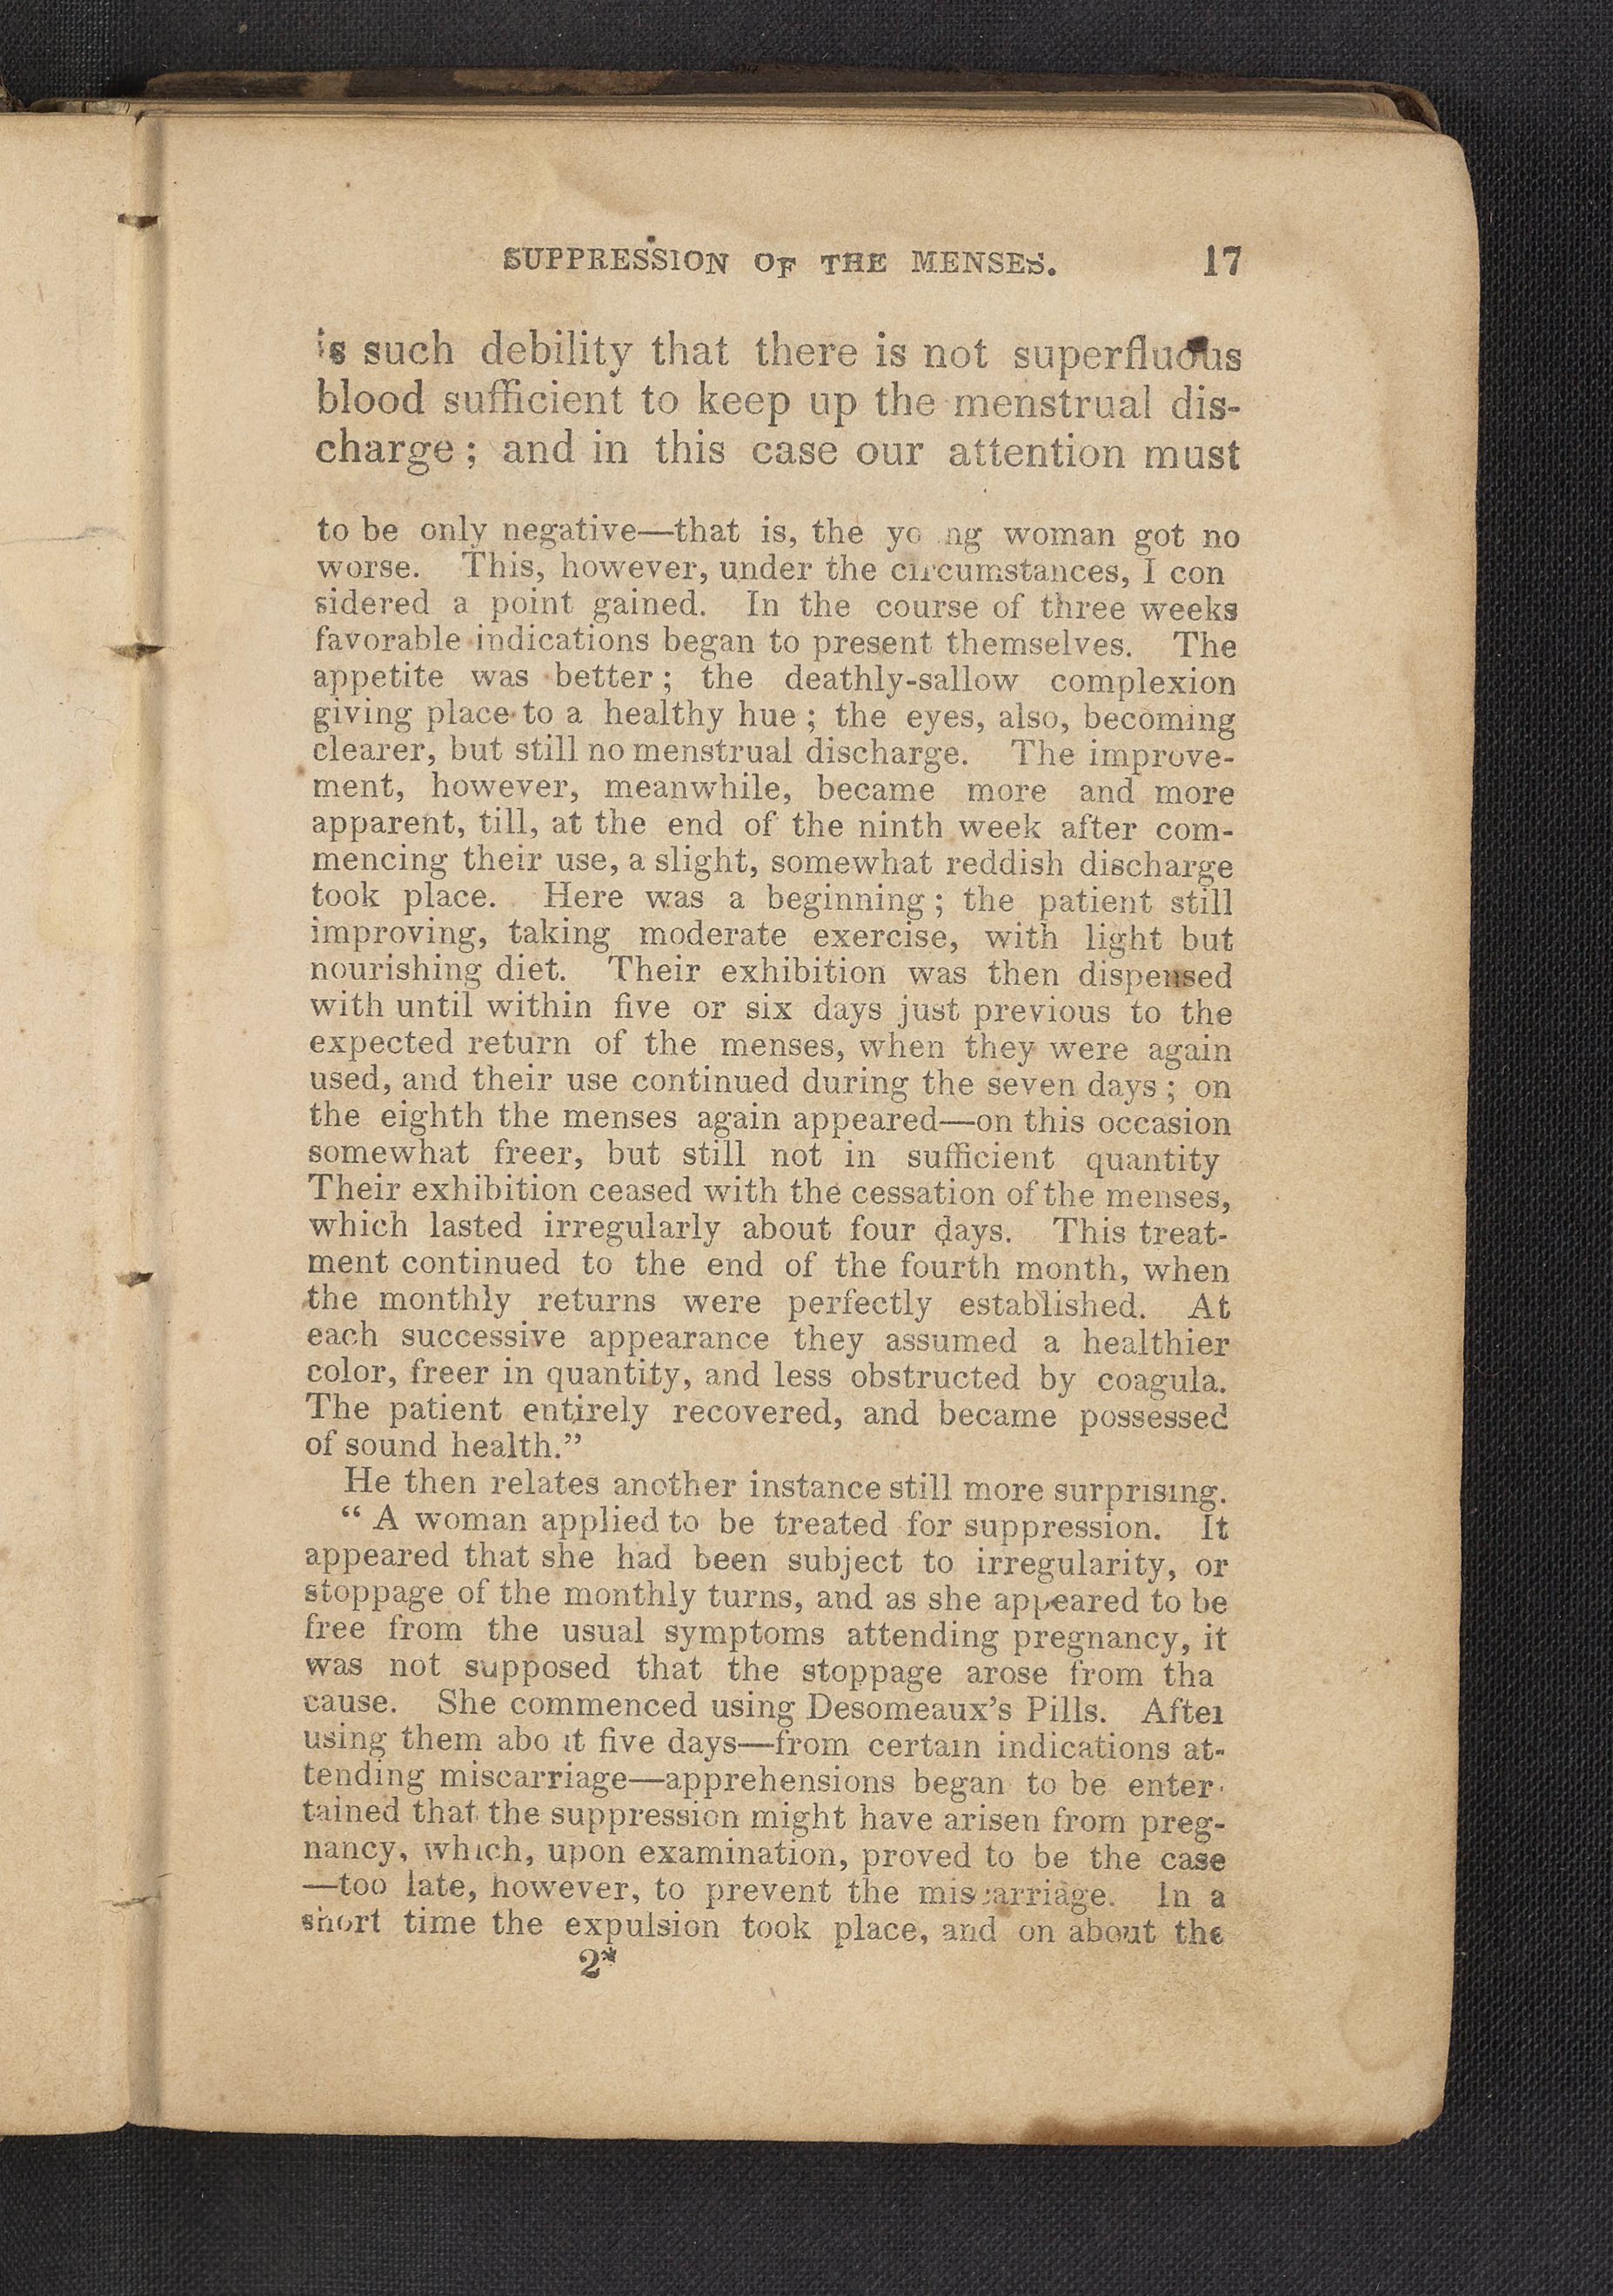 SUPPRESSION OF THE MENSES. 17
is such debility that there is not superfluous
blood sufficient to keep up the menstrual dis-
charge; and in this case our attention must
to be only negative—that is, the yo ng woman got no
worse. This, however, under the circumstances, I con
sidered a point gained. In the course of three weeks
favorable indications began to present themselves. The
appetite was better; the deathly-sallow complexion
giving place to a healthy hue; the eyes, also, becoming
clearer, but still no menstrual discharge. The improve-
ment, however, meanwhile, became more and more
apparent, till, at the end of the ninth week after com-
mencing their use, a slight, somewhat reddish discharge
took place. Here was a beginning; the patient still
improving, taking moderate exercise, with light but
nourishing diet. Their exhibition was then dispensed
with until within five or six days just previous to the
expected return of the menses, when they were again
used, and their use continued during the seven days; on
the eighth the menses again appeared—on this occasion
somewhat freer, but still not in sufficient quantity
Their exhibition ceased with the cessation of the menses,
which lasted irregularly about four days. This treat-
ment continued to the end of the fourth month, when
the monthly returns were perfectly established. At
each successive appearance they assumed a healthier
color, freer in quantity, and less obstructed by coagula.
The patient entirely recovered, and became possessed
of sound health.”
He then relates another instance still more surprising.
“A woman applied to be treated for suppression. It
appeared that she had been subject to irregularity, or
stoppage of the monthly turns, and as she appeared to be
free from the usual symptoms attending pregnancy, it
was not supposed that the stoppage arose from tha
cause. She commenced using Desomeaux’s Pills. After
using them abo it five days—from certain indications at-
tending miscarriage—apprehensions began to be enter-
tained that the suppression might have arisen from preg-
nancy, which, upon examination, proved to be the case
—too late, however, to prevent the miscarriage. In a
short time the expulsion took place, and on about the
2*